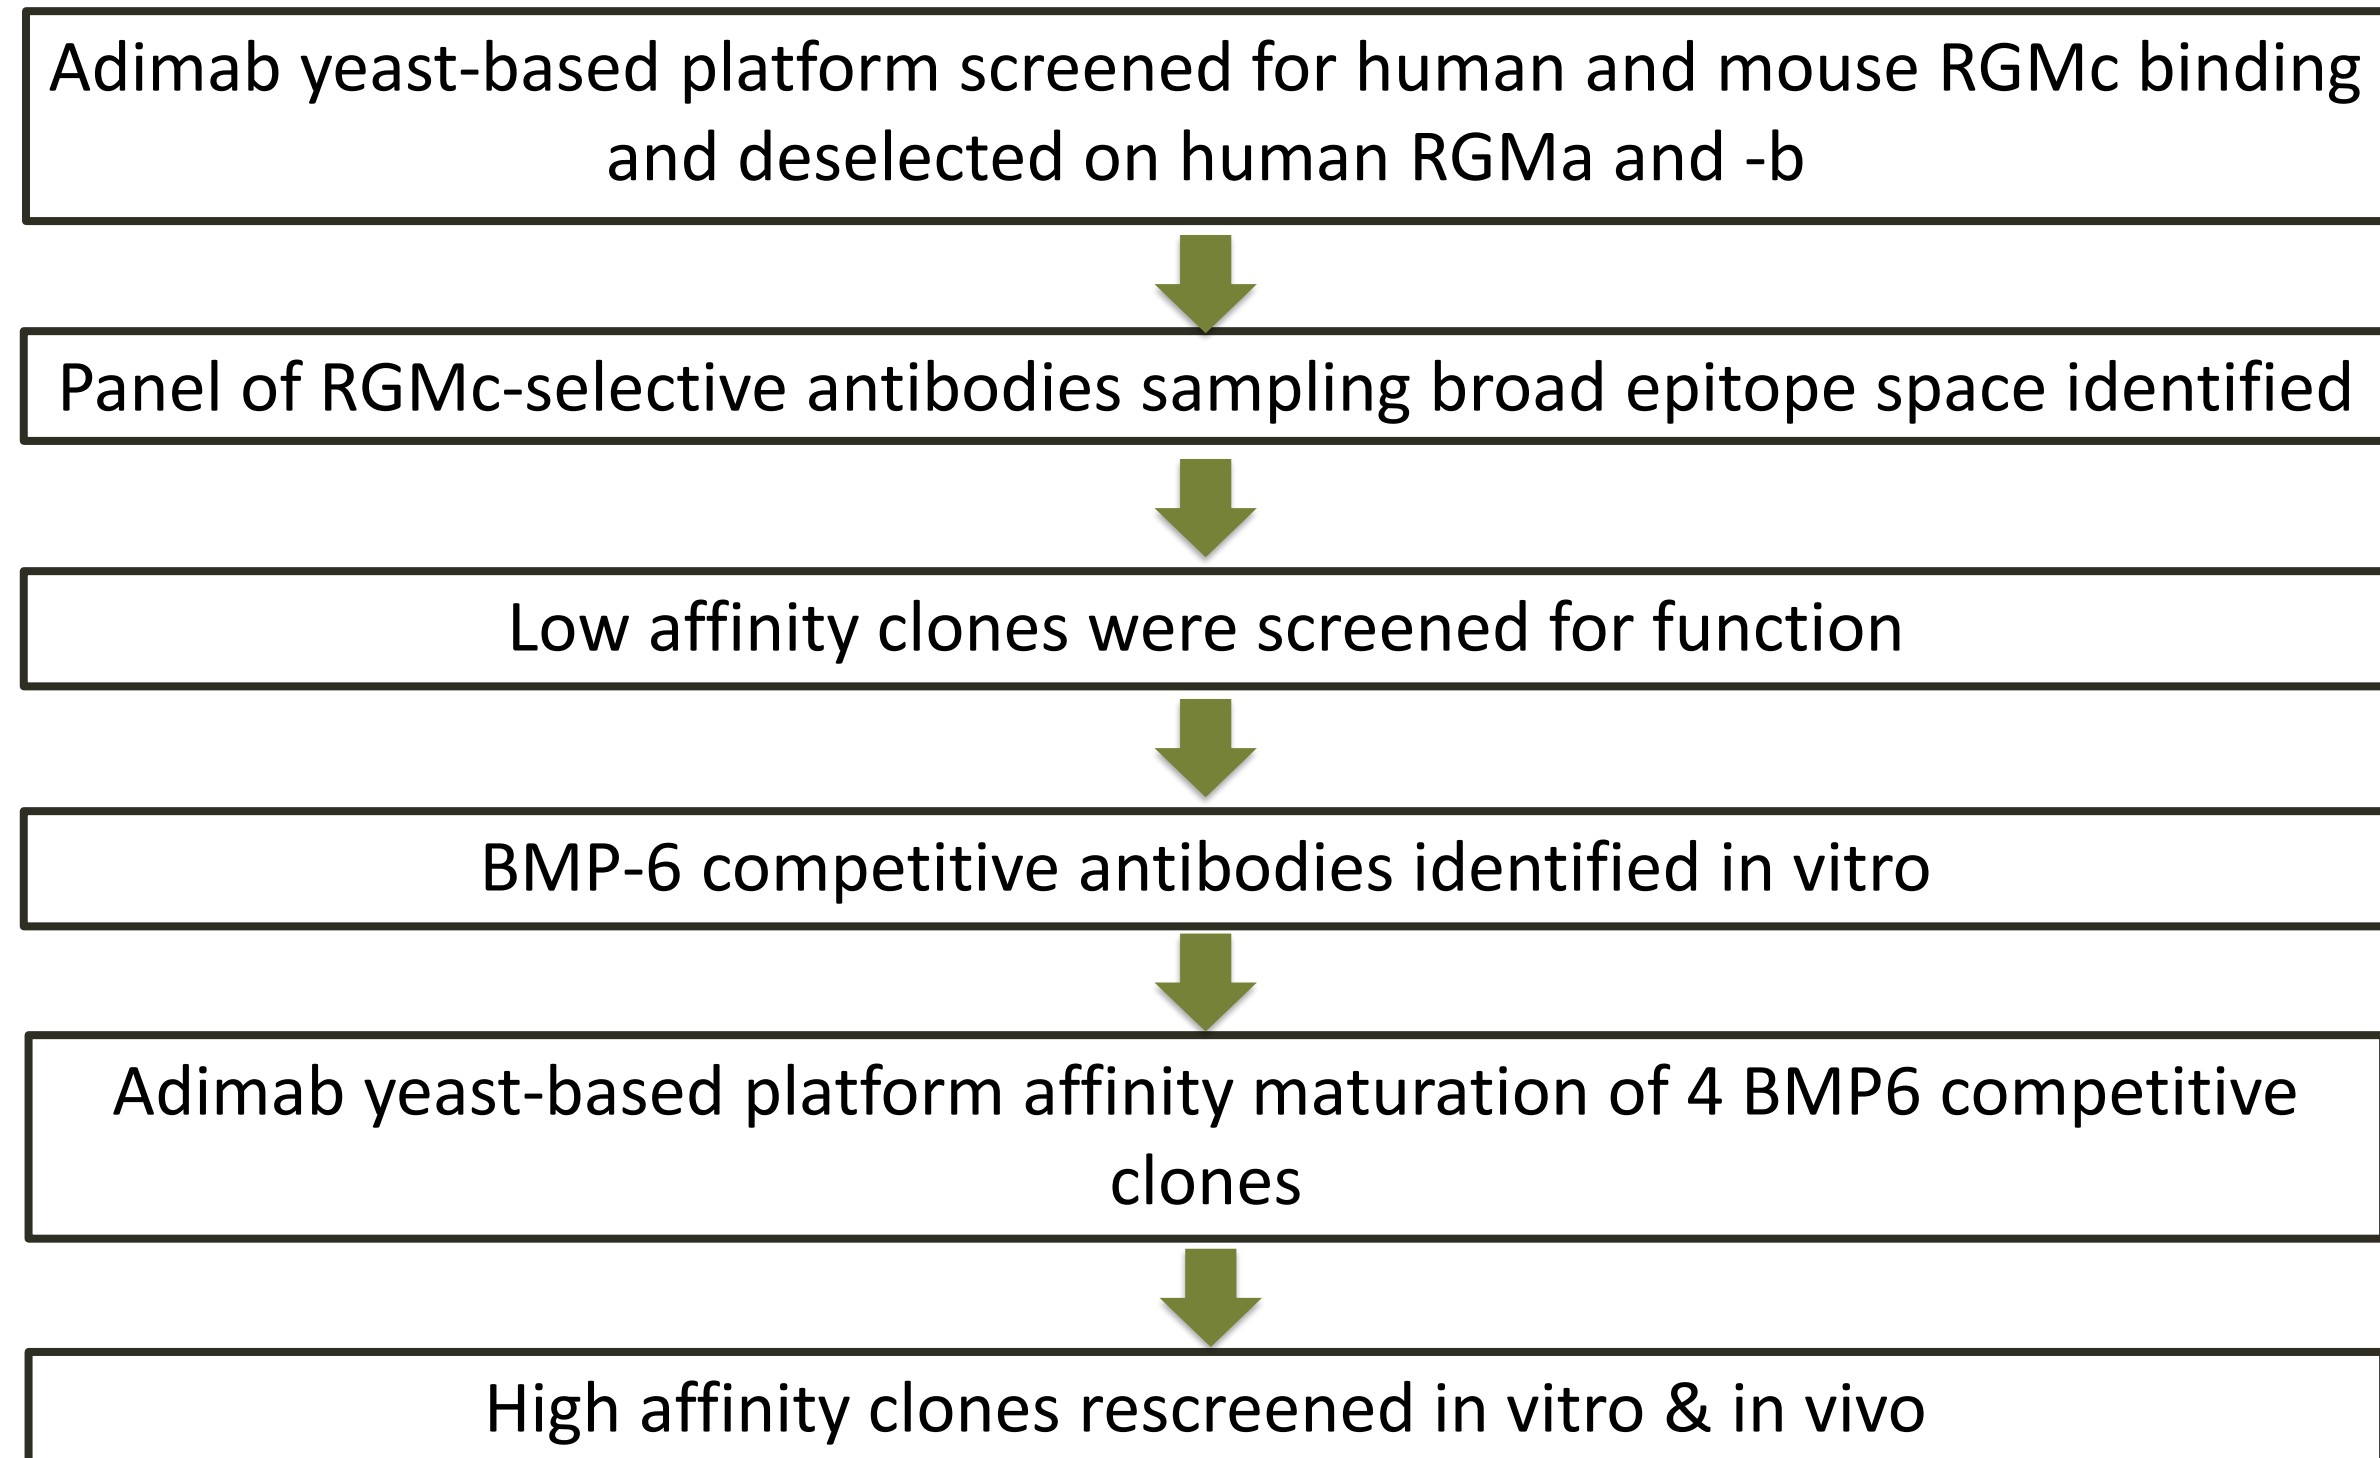 Adimab yeast-based platform screened for human and mouse RGMc binding
and deselected on human RGMa and -b
Panel of RGMc-selective antibodies sampling broad epitope space identified
Low affinity clones were screened for function
BMP-6 competitive antibodies identified in vitro
Adimab yeast-based platform affinity maturation of 4 BMP6 competitive
clones
High affinity clones rescreened in vitro & in vivo